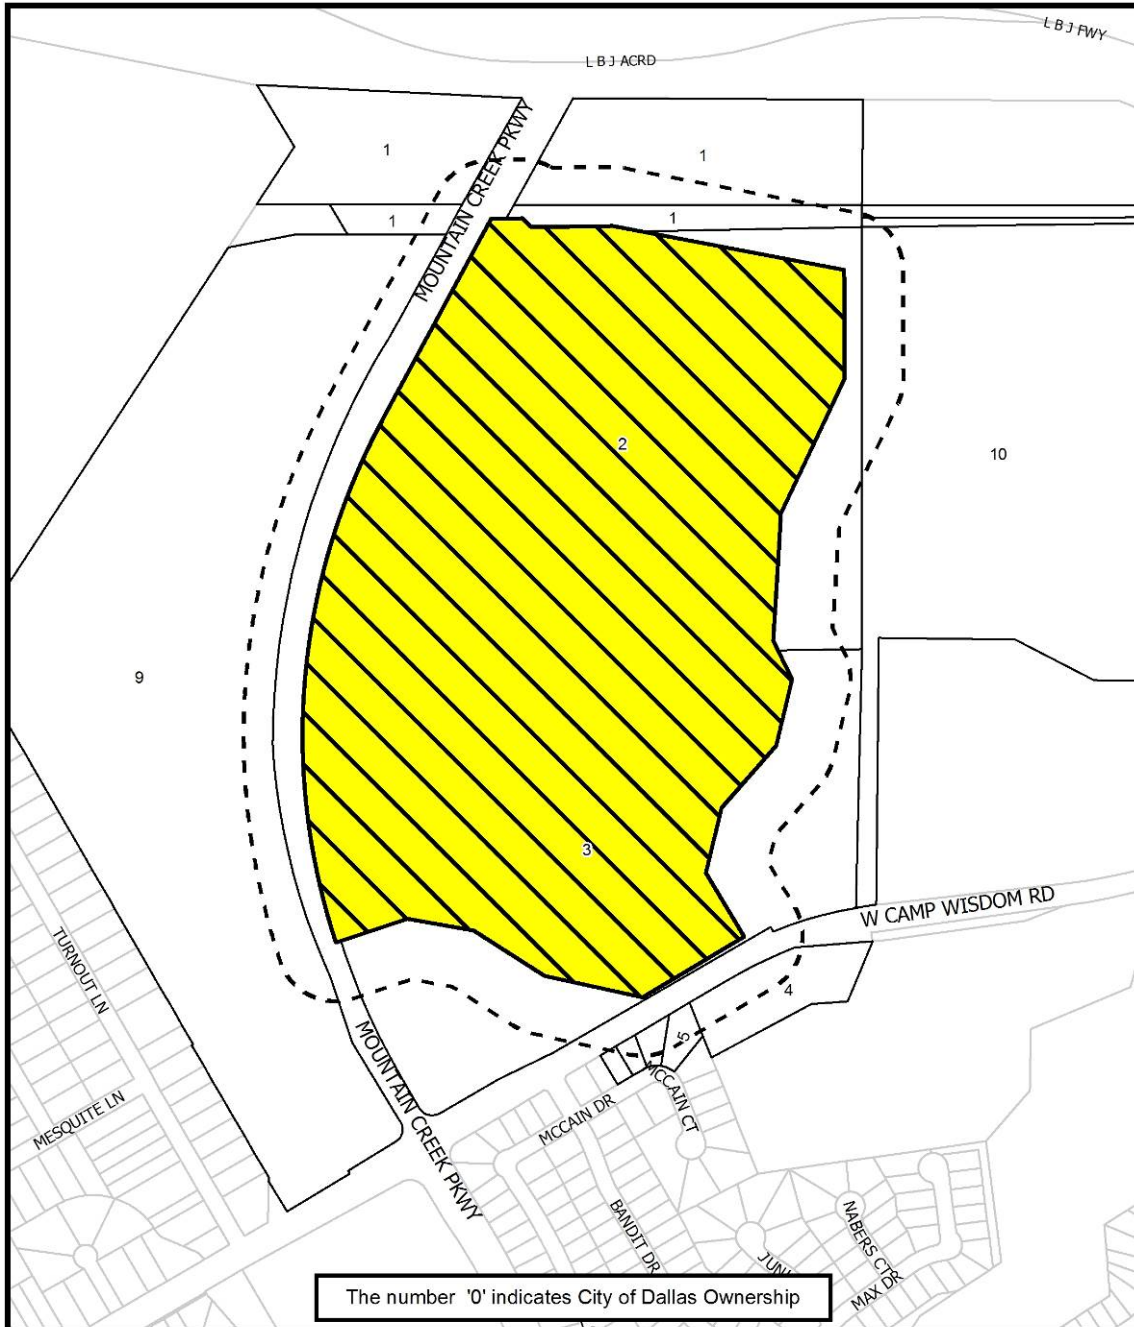 L B J FWY
L B J ACRD
MOUNTAIN CREEK PKWY
1
1
1
1
2
10
9
3
W CAMP WISDOM RD
4
5
TURNOUT LN
MOUNTAIN CREEK PKWY
MCCAIN CT
MESQUITE LN
MCCAIN DR
BANDIT DR
NABERS CT
MAX DR
The number '0' indicates City of Dallas Ownership